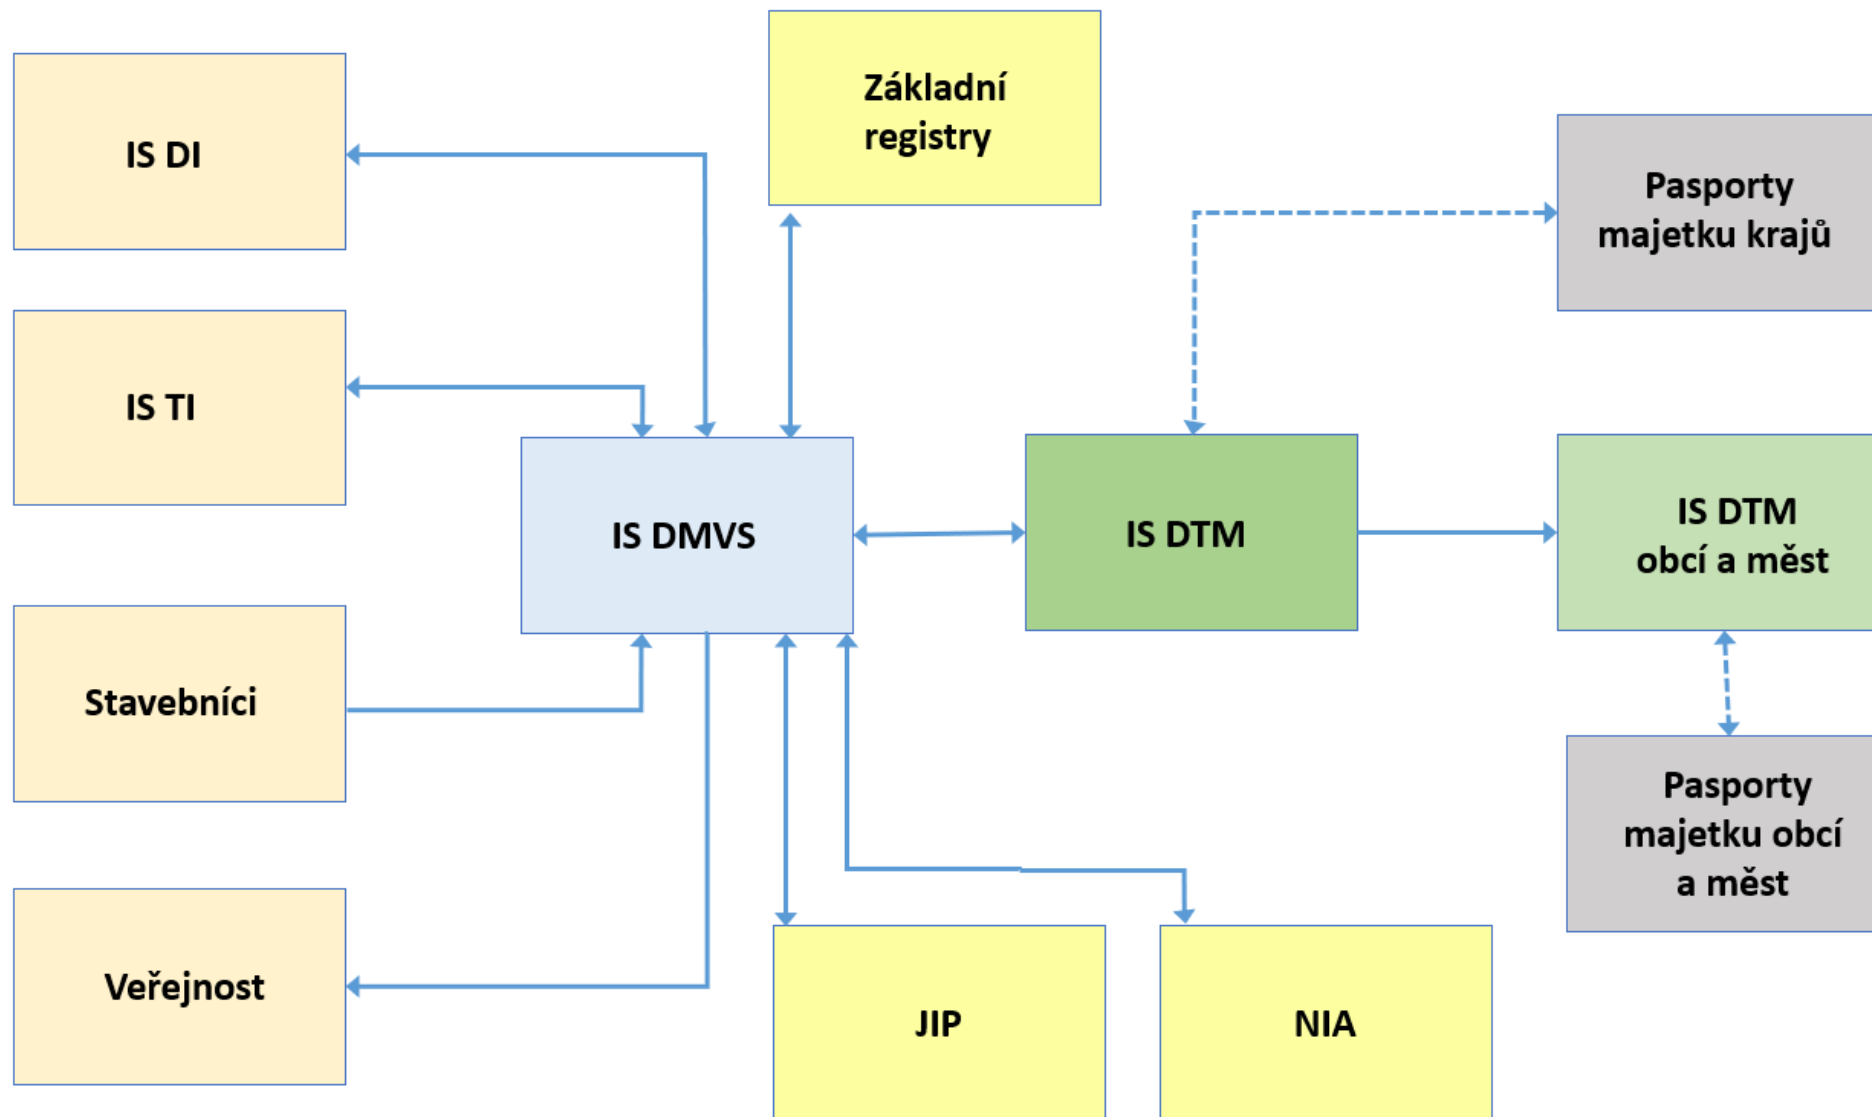 Základní
registry
IS DI
Pasporty
majetku krajů
IS TI
IS DMVS
IS DTM
IS DTM
obcí a měst
Stavebníci
Pasporty
majetku obcí
a měst
Veřejnost
JIP
NIA